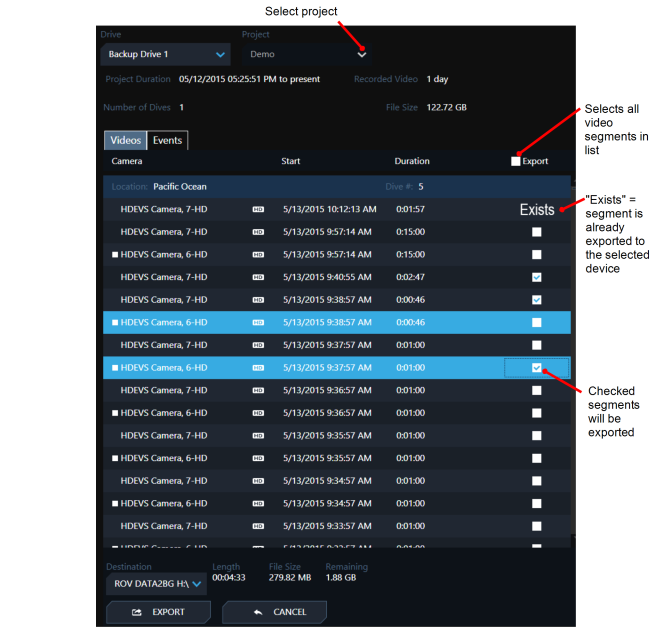 Select project
Drive Project
Backup Drive 1 Demo
Project Duration 05/12/2015 05:25:51 PM to present Recorded Video 1 day
Number of Dives 1 File Size 122.72 GB
Selects all
video
segments in
list
Videos Events
Camera Start Duration Export
Location: Pacific Ocean Dive #: 5
HDEVS Camera, 7-HD HD 5/13/2015 10:12:13 AM 0:01:57 Exists
"Exists" =
segment is
already
exported to
the selected
device
HDEVS Camera, 7-HD HD 5/13/2015 9:57:14 AM 0:15:00
HDEVS Camera, 6-HD HD 5/13/2015 9:57:14 AM 0:15:00
HDEVS Camera, 7-HD HD 5/13/2015 9:40:55 AM 0:02:47
HDEVS Camera, 7-HD HD 5/13/2015 9:38:57 AM 0:00:46
HDEVS Camera, 6-HD HD 5/13/2015 9:38:57 AM 0:00:46
HDEVS Camera, 7-HD HD 5/13/2015 9:37:57 AM 0:01:00
HDEVS Camera, 6-HD HD 5/13/2015 9:37:57 AM 0:01:00
HDEVS Camera, 7-HD HD 5/13/2015 9:36:57 AM 0:01:00
Checked
segments
will be
exported
HDEVS Camera, 6-HD HD 5/13/2015 9:36:57 AM 0:01:00
HDEVS Camera, 7-HD HD 5/13/2015 9:35:57 AM 0:01:00
HDEVS Camera, 6-HD HD 5/13/2015 9:35:57 AM 0:01:00
HDEVS Camera, 7-HD HD 5/13/2015 9:34:57 AM 0:01:00
HDEVS Camera, 6-HD HD 5/13/2015 9:34:57 AM 0:01:00
HDEVS Camera, 7-HD HD 5/13/2015 9:33:57 AM 0:01:00
Destination Length File Size Remaining
ROV DATA2BG H:\ 00:04:33 279.82 MB 1.88 GB
EXPORT CANCEL